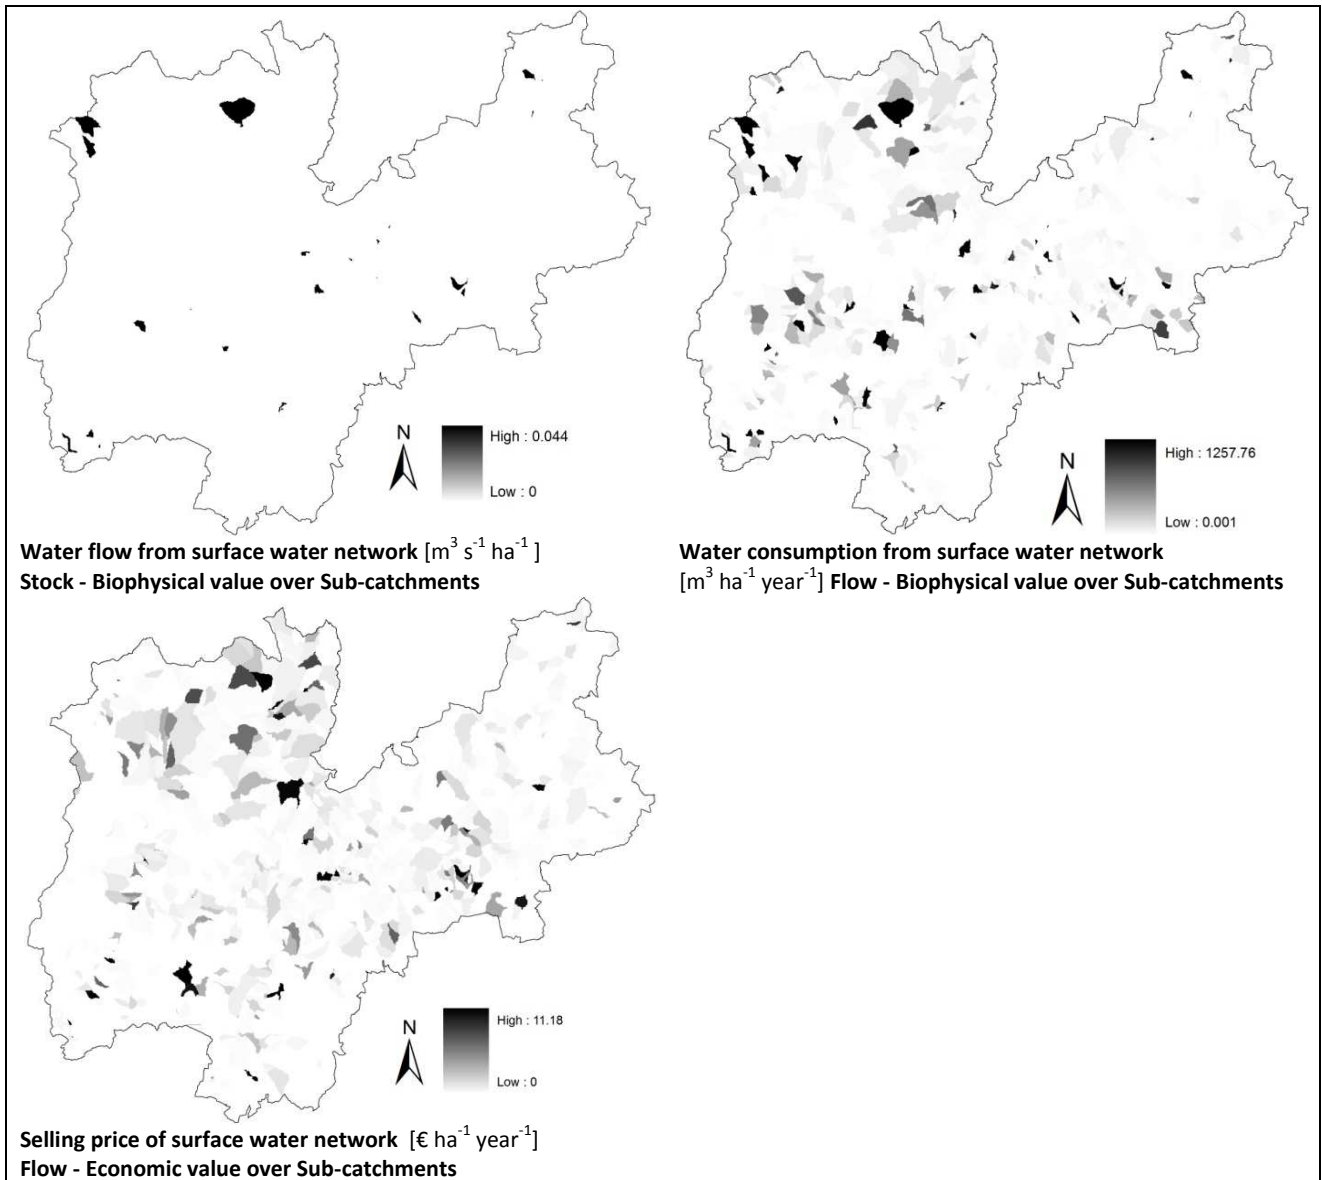 N
High : 0.044
Low : 0
Water flow from surface water network [m³ s⁻¹ ha⁻¹ ]
Stock - Biophysical value over Sub-catchments
N
High : 1257.76
Low : 0.001
Water consumption from surface water network
[m³ ha⁻¹ year⁻¹] Flow - Biophysical value over Sub-catchments
N
High : 11.18
Low : 0
Selling price of surface water network [€ ha⁻¹ year⁻¹]
Flow - Economic value over Sub-catchments